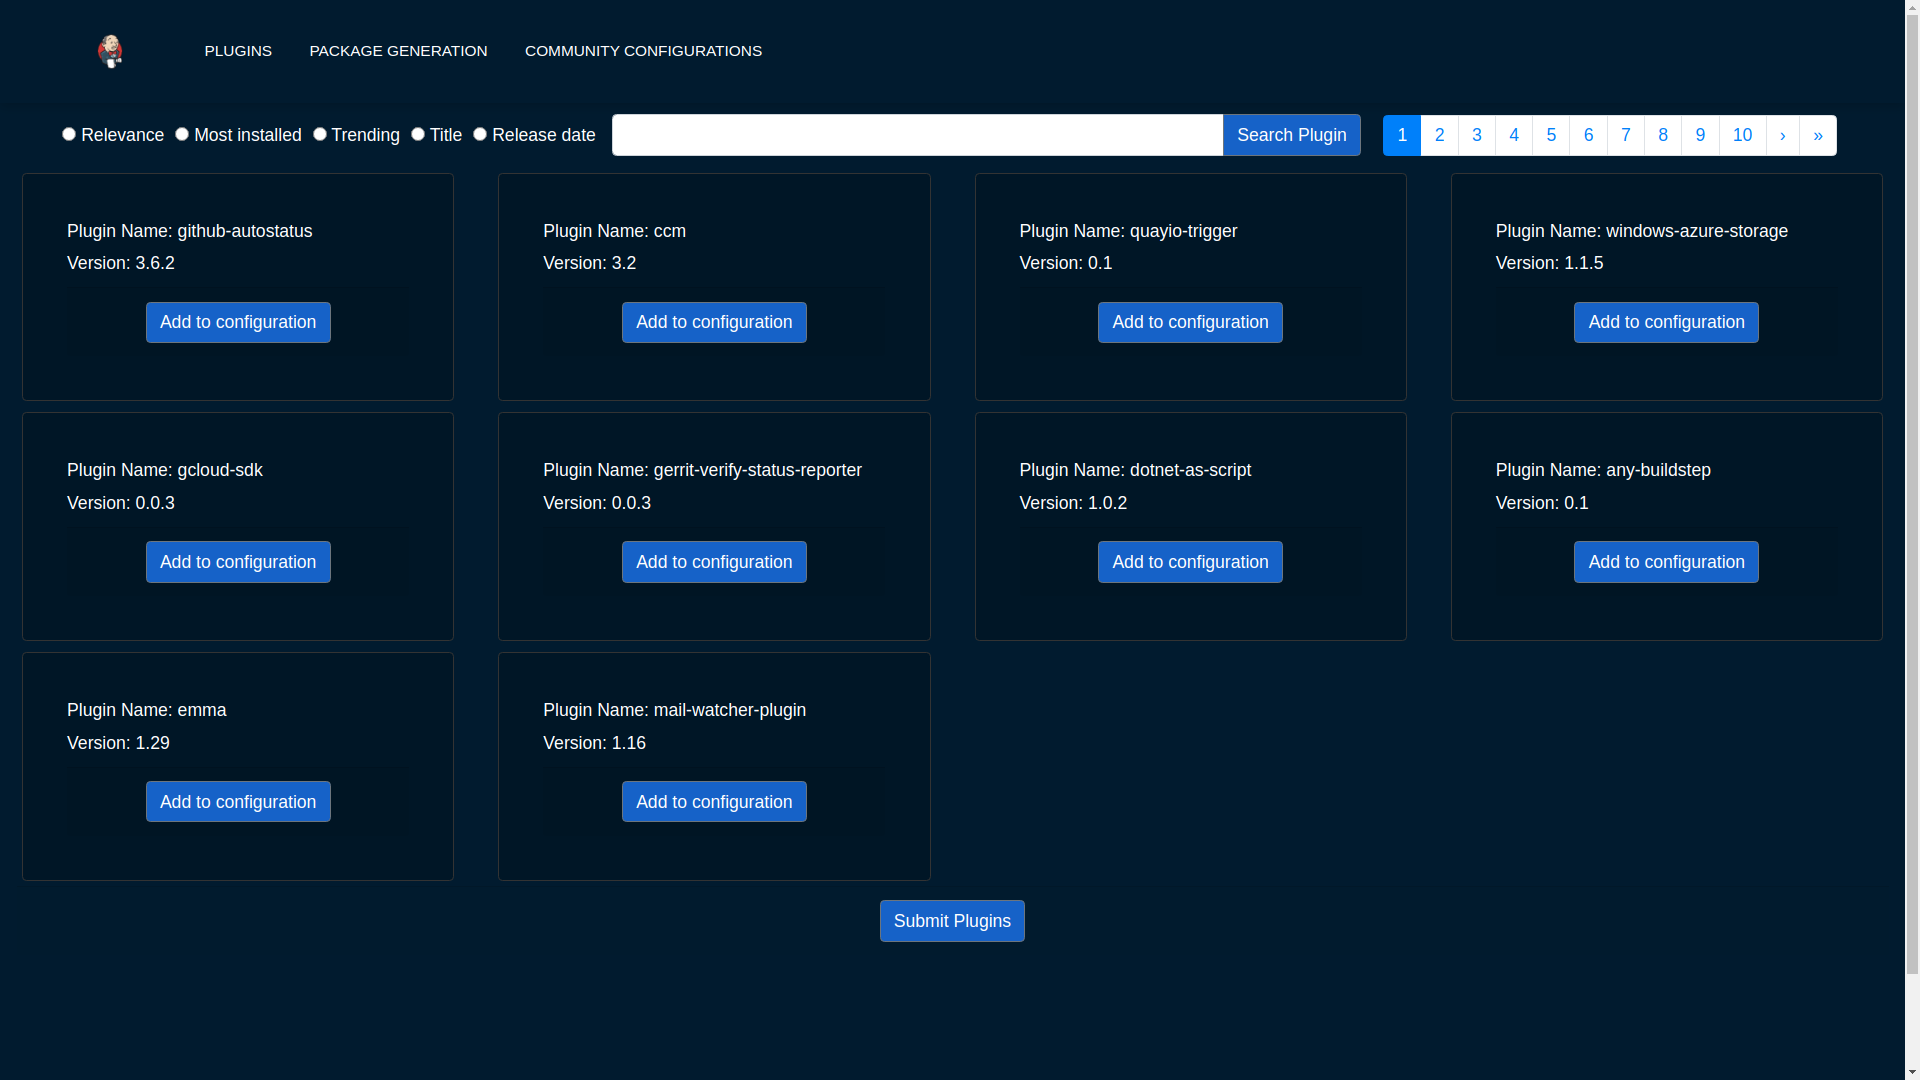 PLUGINS PACKAGE GENERATION COMMUNITY CONFIGURATIONS
Relevance Most installed Trending Title Release date Search Plugin 1 2 3 4 5 6 7 8 9 10 › »
Plugin Name: github-autostatus
Version: 3.6.2
Add to configuration
Plugin Name: ccm
Version: 3.2
Add to configuration
Plugin Name: quayio-trigger
Version: 0.1
Add to configuration
Plugin Name: windows-azure-storage
Version: 1.1.5
Add to configuration
Plugin Name: gcloud-sdk
Version: 0.0.3
Add to configuration
Plugin Name: gerrit-verify-status-reporter
Version: 0.0.3
Add to configuration
Plugin Name: dotnet-as-script
Version: 1.0.2
Add to configuration
Plugin Name: any-buildstep
Version: 0.1
Add to configuration
Plugin Name: emma
Version: 1.29
Add to configuration
Plugin Name: mail-watcher-plugin
Version: 1.16
Add to configuration
Submit Plugins